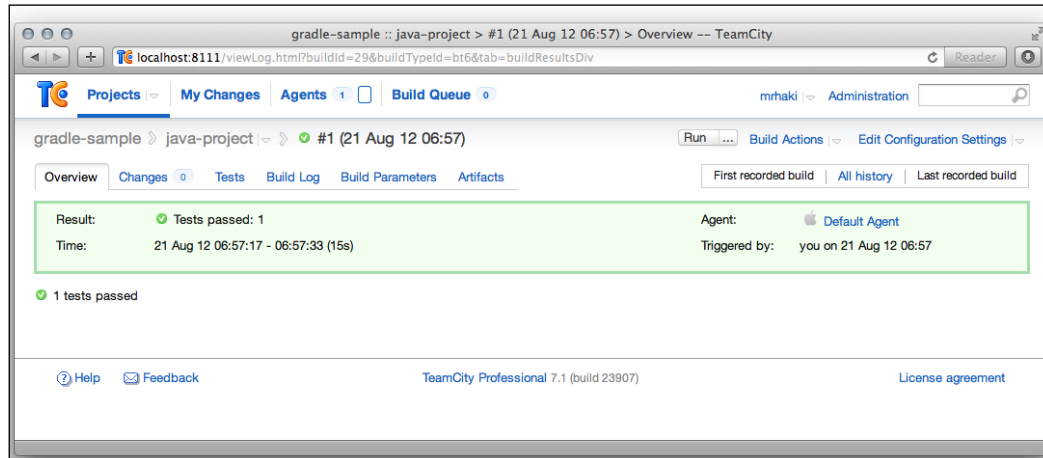 gradle-sample :: java-project > #1 (21 Aug 12 06:57) > Overview -- TeamCity
localhost:8111/viewLog.html?buildId=29&buildTypeId=bt6&tab=buildResultsDiv Reader
TC Projects My Changes Agents 1 Build Queue 0 mrhaki Administration
gradle-sample java-project #1 (21 Aug 12 06:57) Run ... Build Actions Edit Configuration Settings
Overview Changes 0 Tests Build Log Build Parameters Artifacts First recorded build All history Last recorded build
Result: Tests passed: 1 Agent: Default Agent
Time: 21 Aug 12 06:57:17 - 06:57:33 (15s) Triggered by: you on 21 Aug 12 06:57
1 tests passed
Help Feedback TeamCity Professional 7.1 (build 23907) License agreement